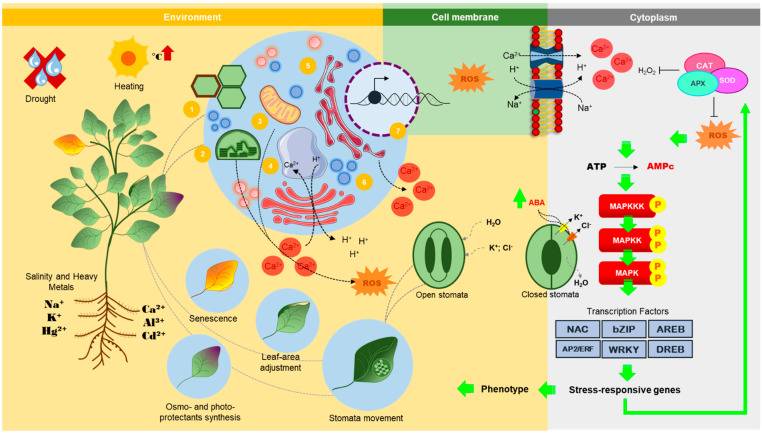 Environment
Cell membrane
Cytoplasm
Drought
Heating
°C
1
2
3
4
5
6
7
Ca²⁺
H⁺
Ca²⁺
Ca²⁺
Ca²⁺
Ca²⁺
Ca²⁺
Ca²⁺
H⁺
H⁺
H⁺
ROS
ROS
Ca²⁺
H⁺
Na⁺
H⁺
Na⁺
Ca²⁺
Ca²⁺
Ca²⁺
H₂O₂
CAT
APX
SOD
ROS
ATP
AMPc
MAPKKK
P
P
MAPKK
P
P
MAPK
P
P
ABA
K⁺
Cl⁻
H₂O
Closed stomata
H₂O
K⁺; Cl⁻
Open stomata
Salinity and Heavy
Metals
Na⁺
K⁺
Hg²⁺
Ca²⁺
Al³⁺
Cd²⁺
Senescence
Leaf-area
adjustment
Osmo- and photo-
protectants synthesis
Stomata movement
Transcription Factors
NAC
bZIP
AREB
AP2/ERF
WRKY
DREB
Stress-responsive genes
Phenotype